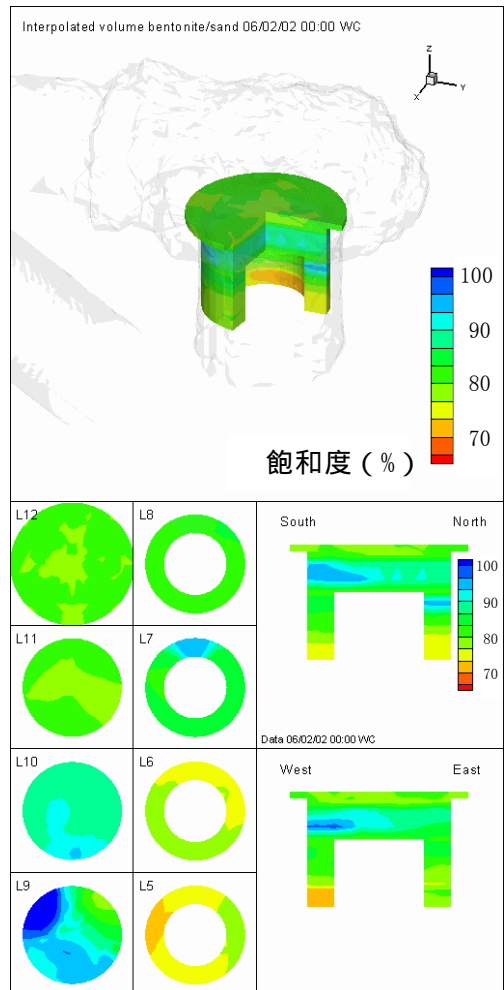 Interpolated volume bentonite/sand 06/02/02 00:00 WC
Z
X
Y
100
90
80
70
飽和度(%)
L12
L8
L11
L7
L10
L6
L9
L5
South
North
100
90
80
70
Data 06/02/02 00:00 WC
West
East